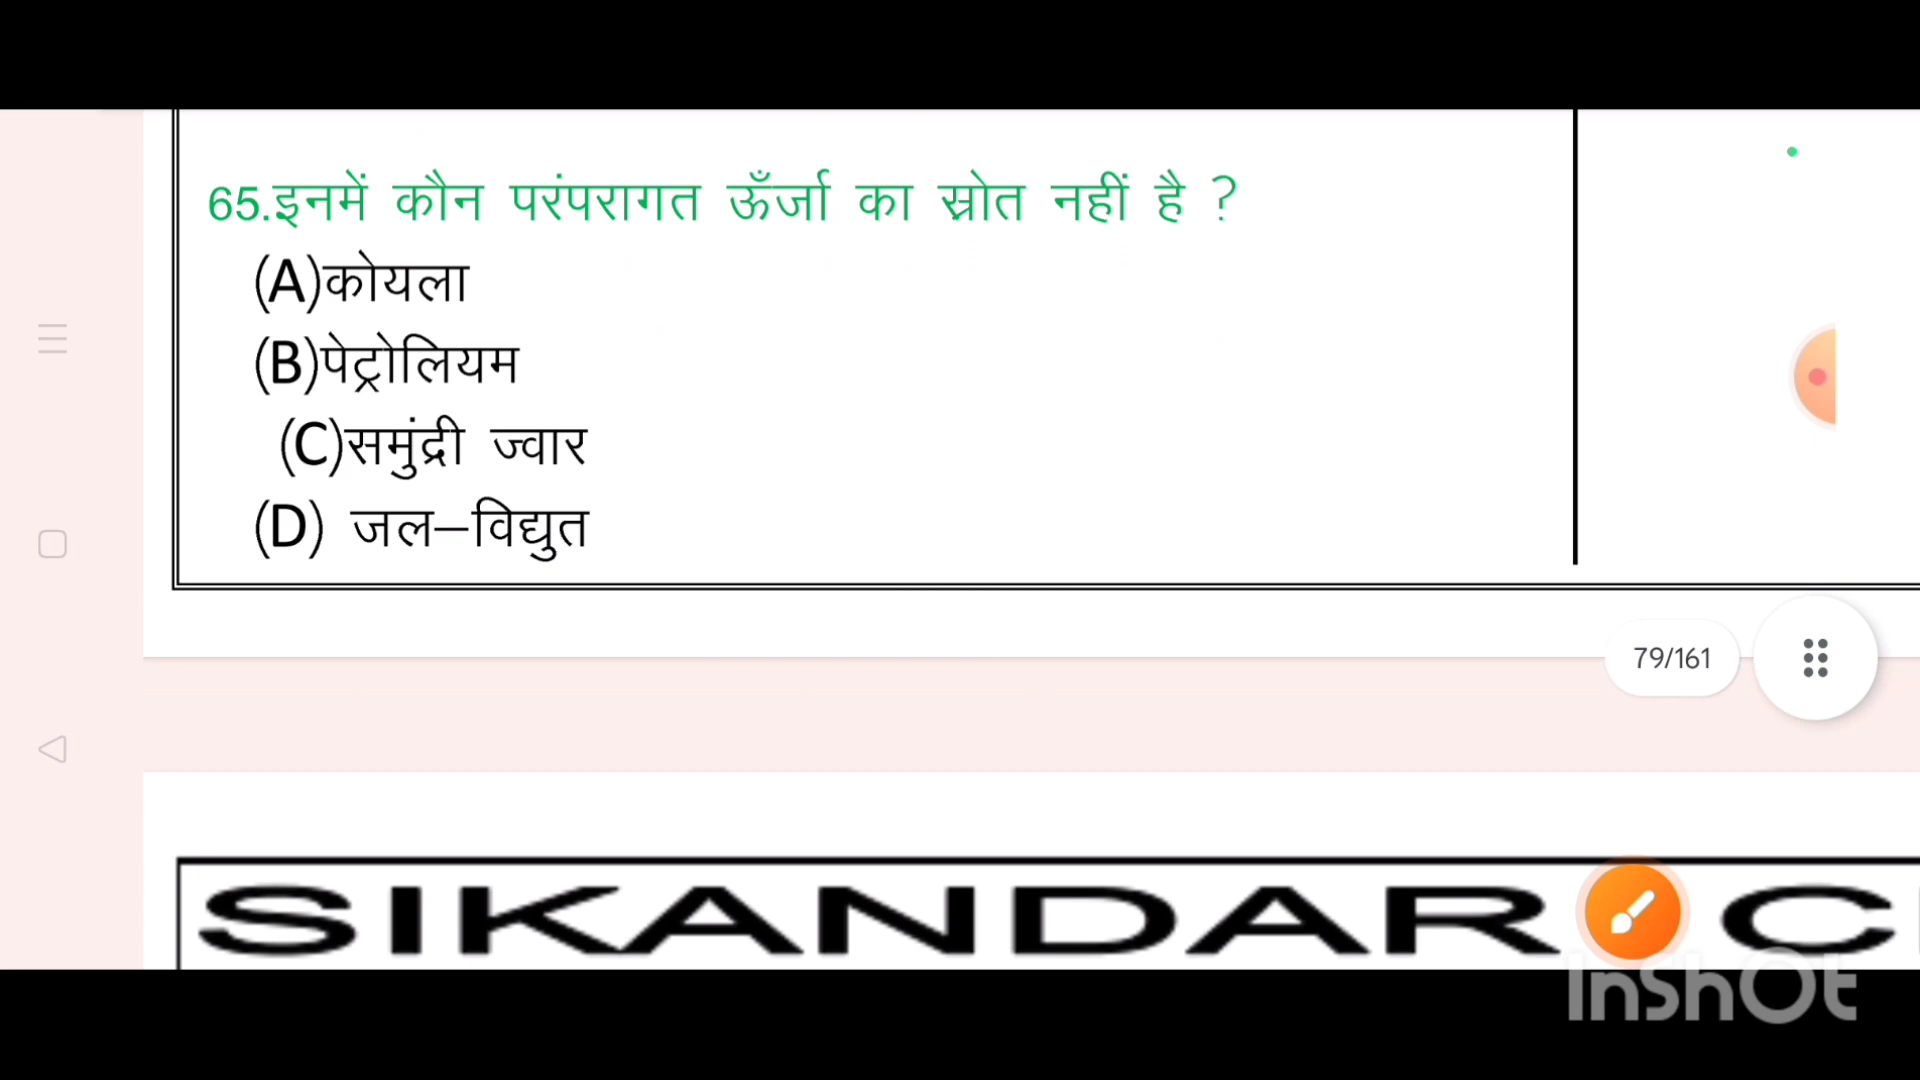 65.इनमें कौन परंपरागत ऊँर्जा का स्रोत नहीं है ?
(A)कोयला
(B)पेट्रोलियम
(C)समुंद्री ज्वार
(D) जल–विद्युत
79/161
SIKANDAR C
InShOt